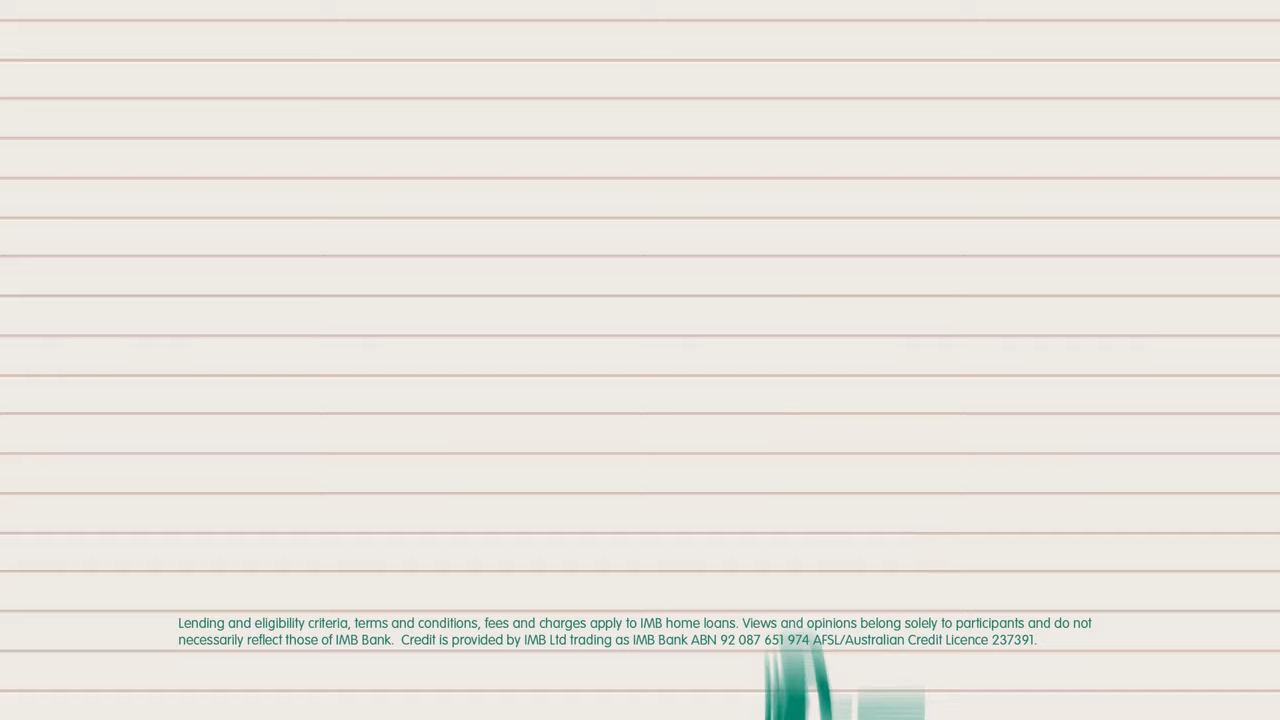 Lending and eligibility criteria, terms and conditions, fees and charges apply to IMB home loans. Views and opinions belong solely to participants and do not
necessarily reflect those of IMB Bank.  Credit is provided by IMB Ltd trading as IMB Bank ABN 92 087 651 974 AFSL/Australian Credit Licence 237391.